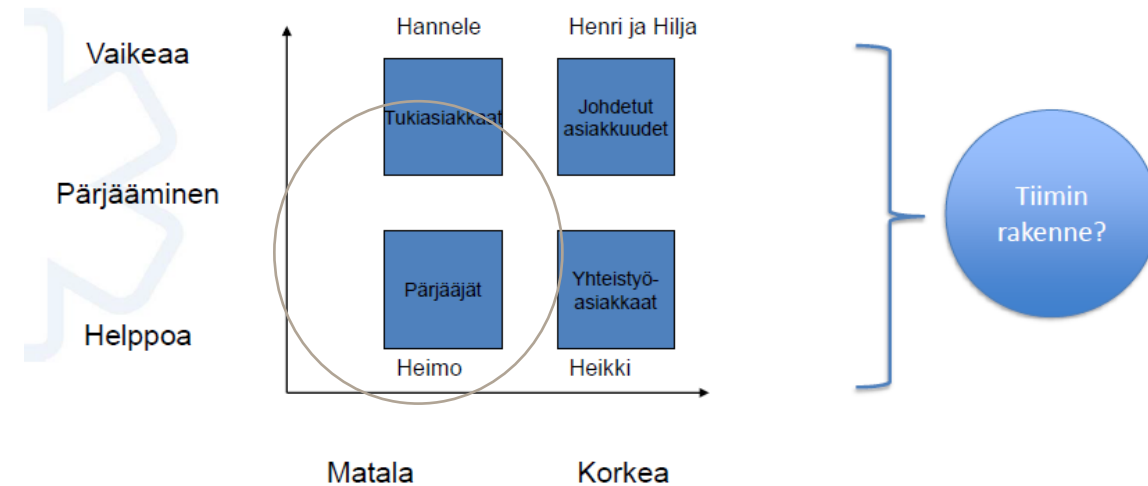 Hannele
Henri ja Hilja
Vaikeaa
Tukiasiakkaat
Johdetut
asiakkuudet
Pärjääminen
Tiimin
rakenne?
Pärjääjät
Yhteistyö-
asiakkaat
Helppoa
Heimo
Heikki
Matala
Korkea